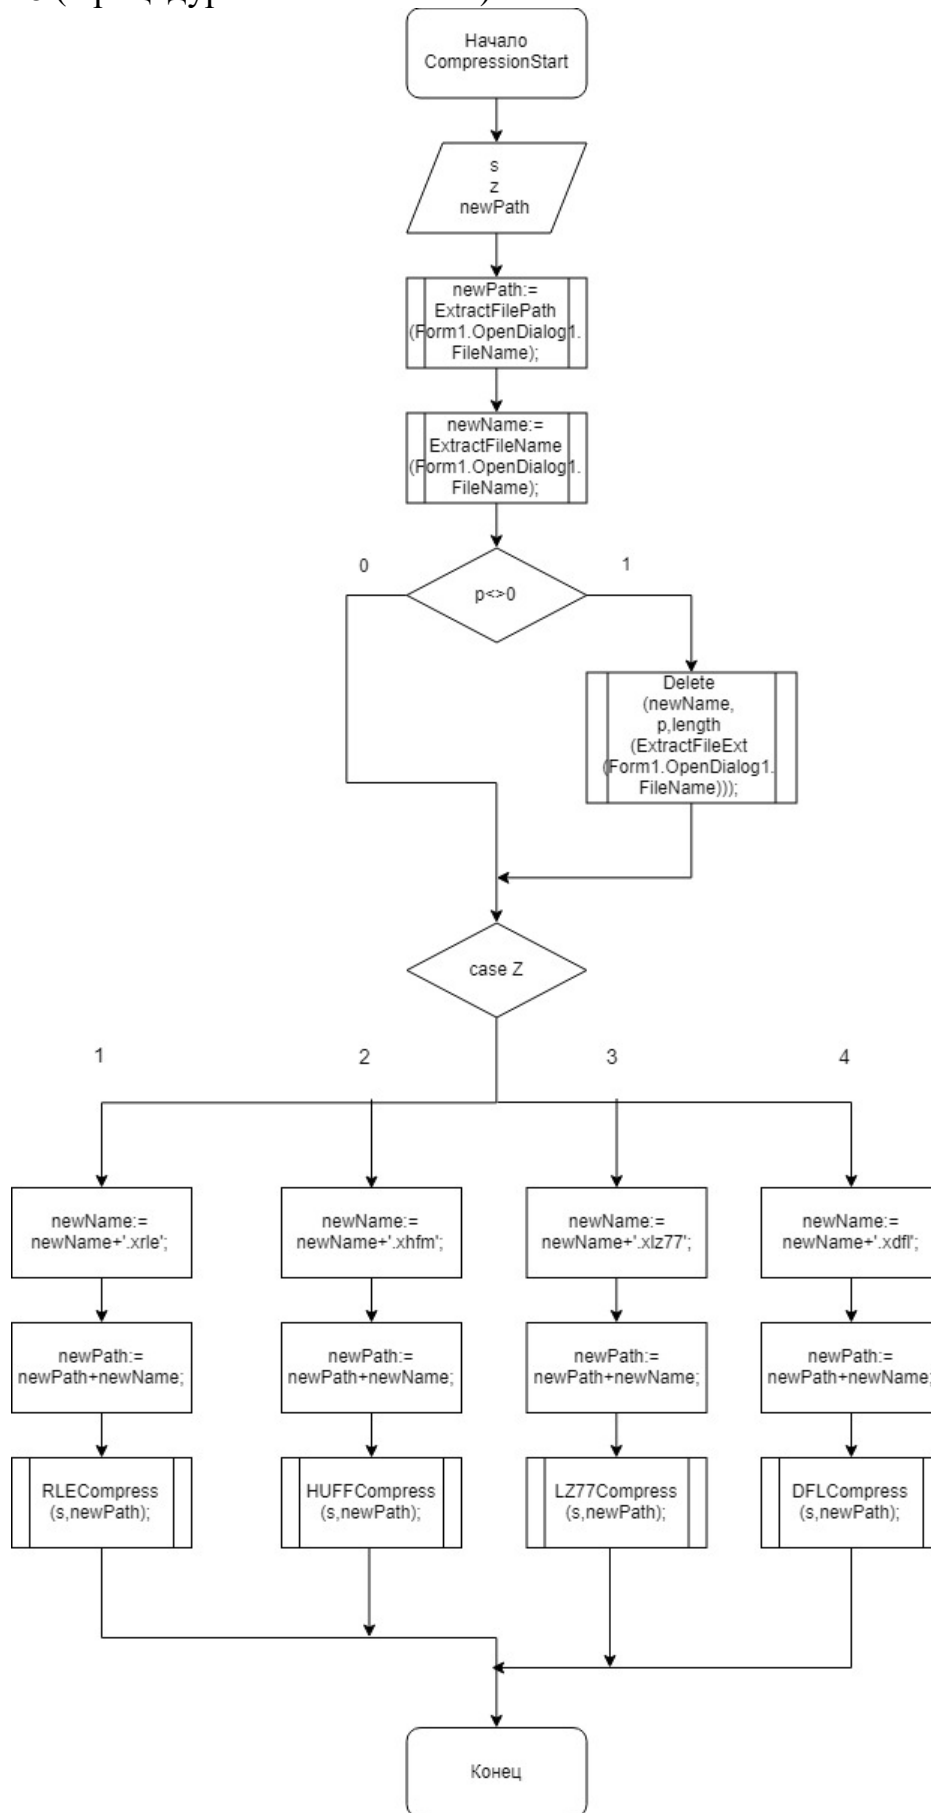 Начало
CompressionStart
s
z
newPath
newPath:=
ExtractFilePath
(Form1.OpenDialog1.
FileName);
newName:=
ExtractFileName
(Form1.OpenDialog1.
FileName);
0
1
p<>0
Delete
(newName,
p,length
(ExtractFileExt
(Form1.OpenDialog1.
FileName)));
case Z
1
2
3
4
newName:=
newName+'.xrle';
newName:=
newName+'.xhfm';
newName:=
newName+'.xlz77';
newName:=
newName+'.xdfl';
newPath:=
newPath+newName;
newPath:=
newPath+newName;
newPath:=
newPath+newName;
newPath:=
newPath+newName;
RLECompress
(s,newPath);
HUFFCompress
(s,newPath);
LZ77Compress
(s,newPath);
DFLCompress
(s,newPath);
Конец